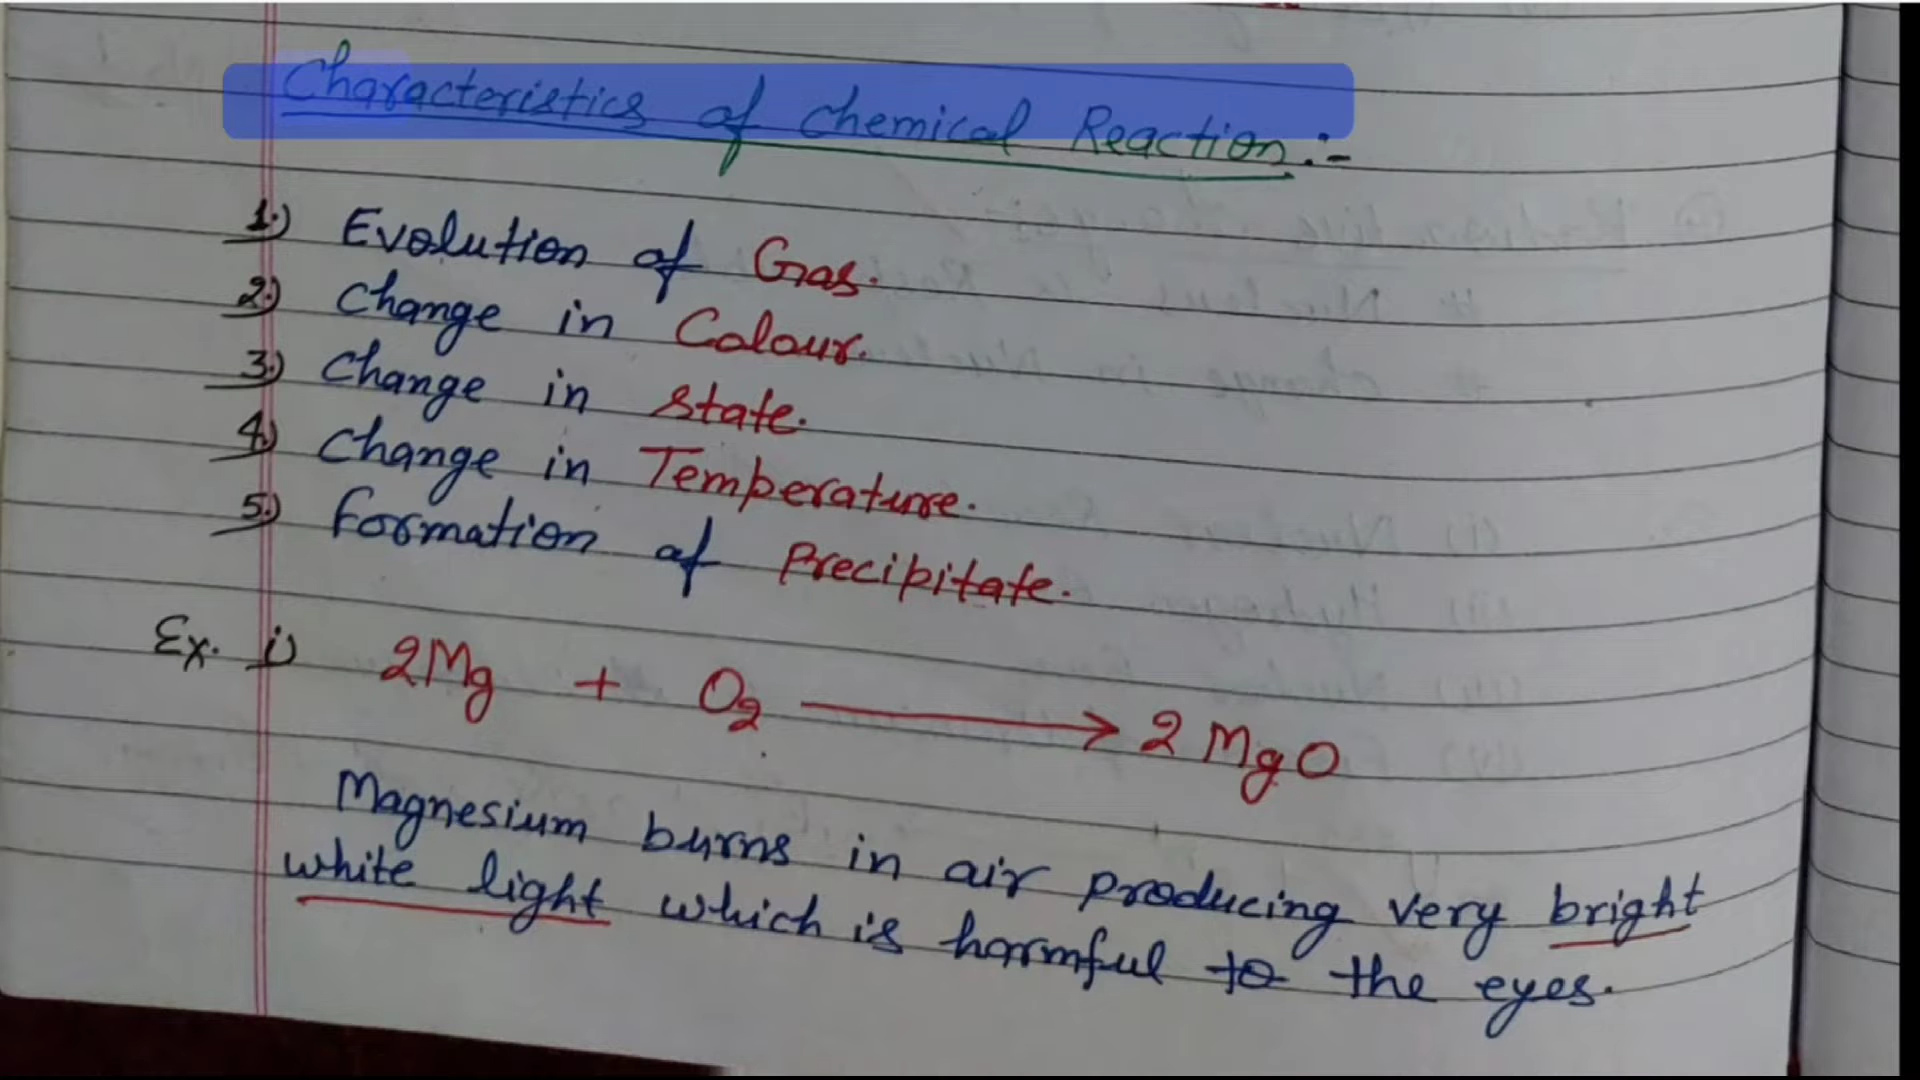 Characteristics of Chemical Reaction :-
1.) Evolution of Gas.
2.) Change in Colour.
3.) Change in state.
4.) Change in Temperature.
5.) formation of Precipitate.
Ex. i) 2Mg + O₂ ⟶ 2 MgO
Magnesium burns in air producing very bright
white light which is harmful to the eyes.